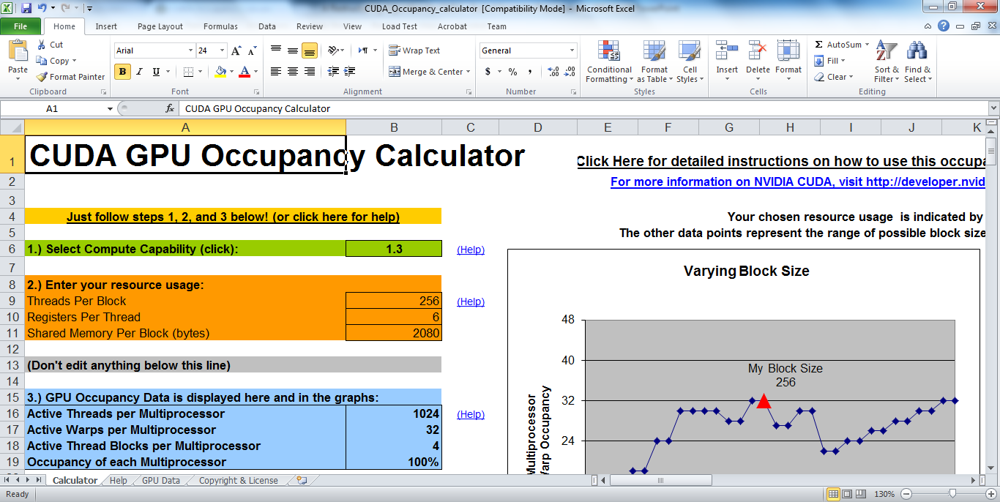 CUDA_Occupancy_calculator [Compatibility Mode] - Microsoft Excel
File Home Insert Page Layout Formulas Data Review View Load Test Acrobat Team
Paste
Cut
Copy
Format Painter
Clipboard
Arial 24
B I U
Font
Wrap Text
Merge & Center
Alignment
General
$ % ,
Number
Conditional Formatting
Format as Table
Cell Styles
Styles
Insert Delete Format
Cells
AutoSum
Fill
Clear
Sort & Filter
Find & Select
Editing
A1 fx CUDA GPU Occupancy Calculator
A B C D E F G H I J K
1 CUDA GPU Occupancy Calculator
Click Here for detailed instructions on how to use this occupa
2 For more information on NVIDIA CUDA, visit http://developer.nvid
3
4 Just follow steps 1, 2, and 3 below! (or click here for help)
Your chosen resource usage is indicated by
5 The other data points represent the range of possible block size
6 1.) Select Compute Capability (click): 1.3 (Help)
7
8 2.) Enter your resource usage:
9 Threads Per Block 256 (Help)
10 Registers Per Thread 6
11 Shared Memory Per Block (bytes) 2080
12
13 (Don't edit anything below this line)
14
15 3.) GPU Occupancy Data is displayed here and in the graphs:
16 Active Threads per Multiprocessor 1024 (Help)
17 Active Warps per Multiprocessor 32
18 Active Thread Blocks per Multiprocessor 4
19 Occupancy of each Multiprocessor 100%
Varying Block Size
48
40
32
24
My Block Size
256
Multiprocessor
Warp Occupancy
Calculator Help GPU Data Copyright & License
Ready 130%